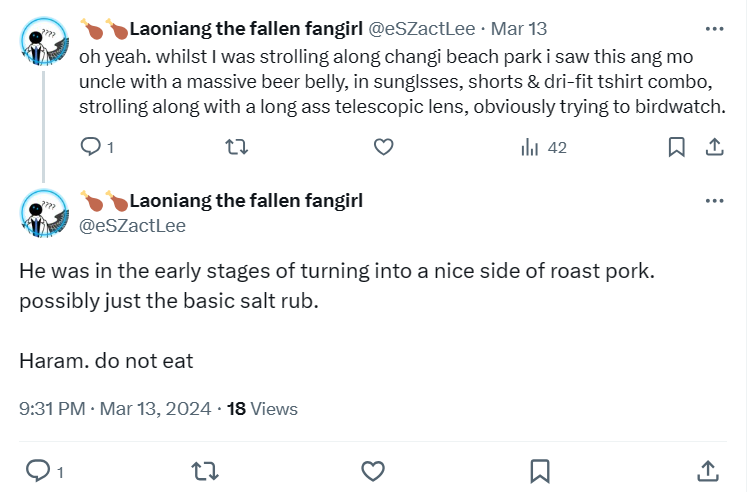 🍗🍗Laoniang the fallen fangirl @eSZactLee · Mar 13
oh yeah. whilst I was strolling along changi beach park i saw this ang mo
uncle with a massive beer belly, in sunglsses, shorts & dri-fit tshirt combo,
strolling along with a long ass telescopic lens, obviously trying to birdwatch.
1 42
🍗🍗Laoniang the fallen fangirl
@eSZactLee
He was in the early stages of turning into a nice side of roast pork.
possibly just the basic salt rub.
Haram. do not eat
9:31 PM · Mar 13, 2024 · 18 Views
1